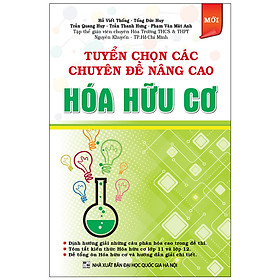 MỚI
Hồ Viết Thống - Tống Đức Huy
Trần Quang Huy - Trần Thanh Hưng - Phạm Văn Mát Anh
Tập thể giáo viên chuyên Hóa Trường THCS & THPT
Nguyễn Khuyến - TP.Hồ Chí Minh
TUYỂN CHỌN CÁC
CHUYÊN ĐỀ NÂNG CAO
HÓA HỮU CƠ
Định hướng giải những câu phân hóa cao trong đề thi.
Tóm tắt kiến thức Hóa hữu cơ lớp 11 và lớp 12.
Đề tổng ôn Hóa hữu cơ và hướng dẫn giải chi tiết.
NHÀ XUẤT BẢN ĐẠI HỌC QUỐC GIA HÀ NỘI